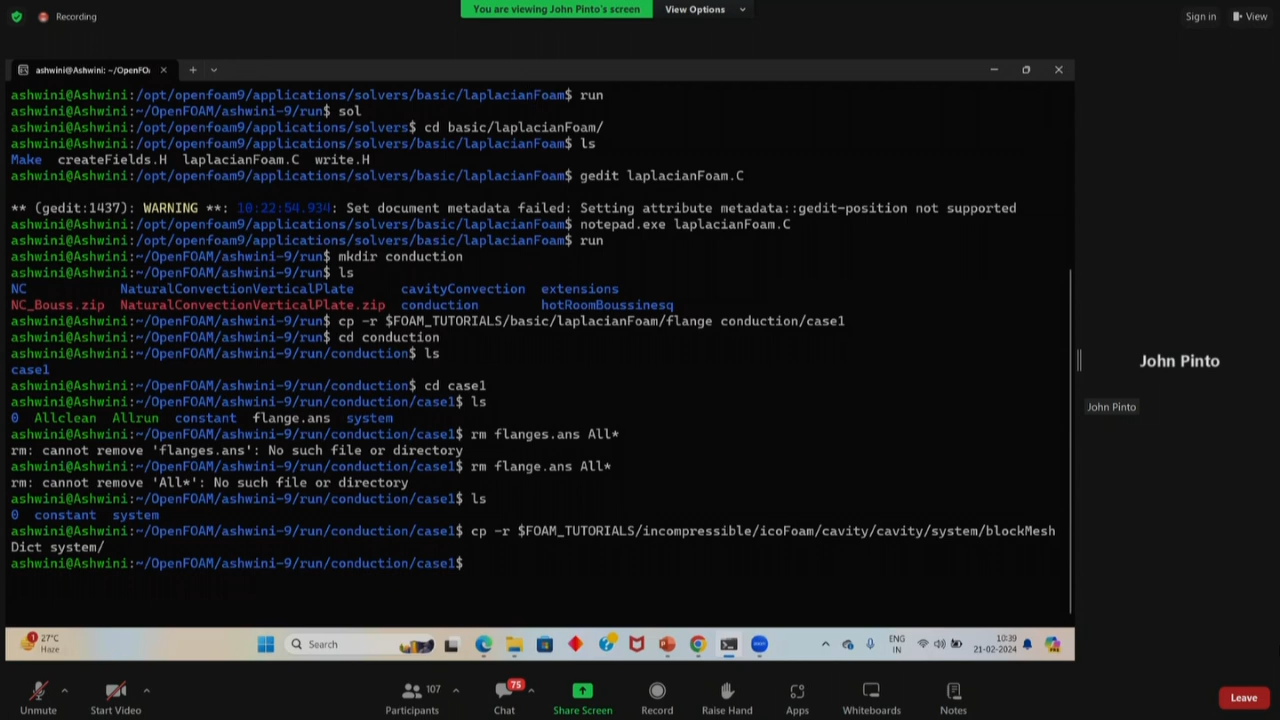 Recording
You are viewing John Pinto's screen
View Options
Sign in
View
ashwini@Ashwini: ~/OpenFOA
ashwini@Ashwini:/opt/openfoam9/applications/solvers/basic/laplacianFoam$ run
ashwini@Ashwini:~/OpenFOAM/ashwini-9/run$ sol
ashwini@Ashwini:/opt/openfoam9/applications/solvers$ cd basic/laplacianFoam/
ashwini@Ashwini:/opt/openfoam9/applications/solvers/basic/laplacianFoam$ ls
Make createFields.H laplacianFoam.C write.H
ashwini@Ashwini:/opt/openfoam9/applications/solvers/basic/laplacianFoam$ gedit laplacianFoam.C
** (gedit:1437): WARNING **: 10:22:54.934: Set document metadata failed: Setting attribute metadata::gedit-position not supported
ashwini@Ashwini:/opt/openfoam9/applications/solvers/basic/laplacianFoam$ notepad.exe laplacianFoam.C
ashwini@Ashwini:/opt/openfoam9/applications/solvers/basic/laplacianFoam$ run
ashwini@Ashwini:~/OpenFOAM/ashwini-9/run$ mkdir conduction
ashwini@Ashwini:~/OpenFOAM/ashwini-9/run$ ls
NC NaturalConvectionVerticalPlate cavityConvection extensions
NC_Bouss.zip NaturalConvectionVerticalPlate.zip conduction hotRoomBoussinesq
ashwini@Ashwini:~/OpenFOAM/ashwini-9/run$ cp -r $FOAM_TUTORIALS/basic/laplacianFoam/flange conduction/case1
ashwini@Ashwini:~/OpenFOAM/ashwini-9/run$ cd conduction
ashwini@Ashwini:~/OpenFOAM/ashwini-9/run/conduction$ ls
case1
ashwini@Ashwini:~/OpenFOAM/ashwini-9/run/conduction$ cd case1
ashwini@Ashwini:~/OpenFOAM/ashwini-9/run/conduction/case1$ ls
0 Allclean Allrun constant flange.ans system
ashwini@Ashwini:~/OpenFOAM/ashwini-9/run/conduction/case1$ rm flanges.ans All*
rm: cannot remove 'flanges.ans': No such file or directory
ashwini@Ashwini:~/OpenFOAM/ashwini-9/run/conduction/case1$ rm flange.ans All*
rm: cannot remove 'All*': No such file or directory
ashwini@Ashwini:~/OpenFOAM/ashwini-9/run/conduction/case1$ ls
0 constant system
ashwini@Ashwini:~/OpenFOAM/ashwini-9/run/conduction/case1$ cp -r $FOAM_TUTORIALS/incompressible/icoFoam/cavity/cavity/system/blockMesh
Dict system/
ashwini@Ashwini:~/OpenFOAM/ashwini-9/run/conduction/case1$
John Pinto
John Pinto
1
27°C
Haze
Search
ENG
IN
10:39
21-02-2024
Unmute
Start Video
107
Participants
75
Chat
Share Screen
Record
Raise Hand
Apps
Whiteboards
Notes
Leave